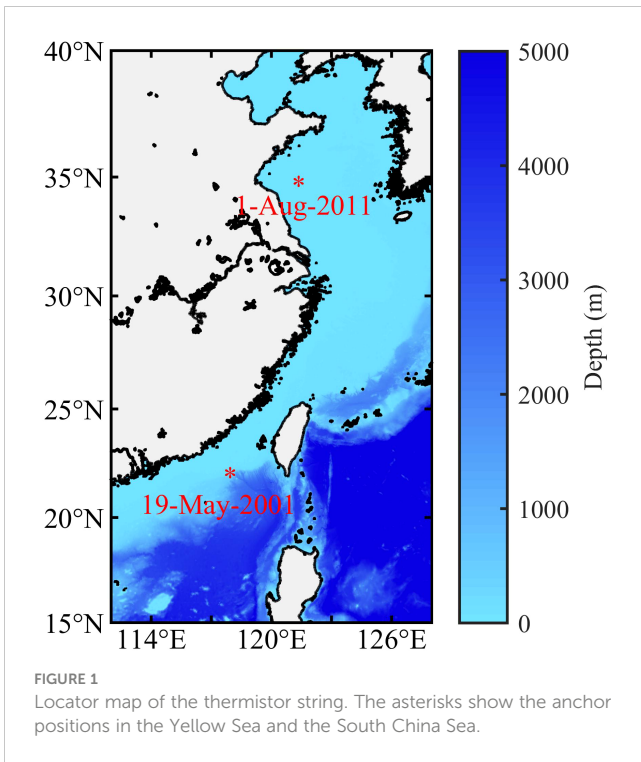 40°N
35°N
30°N
25°N
20°N
15°N
114°E
120°E
126°E
1-Aug-2011
19-May-2001
5000
4000
3000
2000
1000
0
Depth (m)
FIGURE 1
Locator map of the thermistor string. The asterisks show the anchor
positions in the Yellow Sea and the South China Sea.